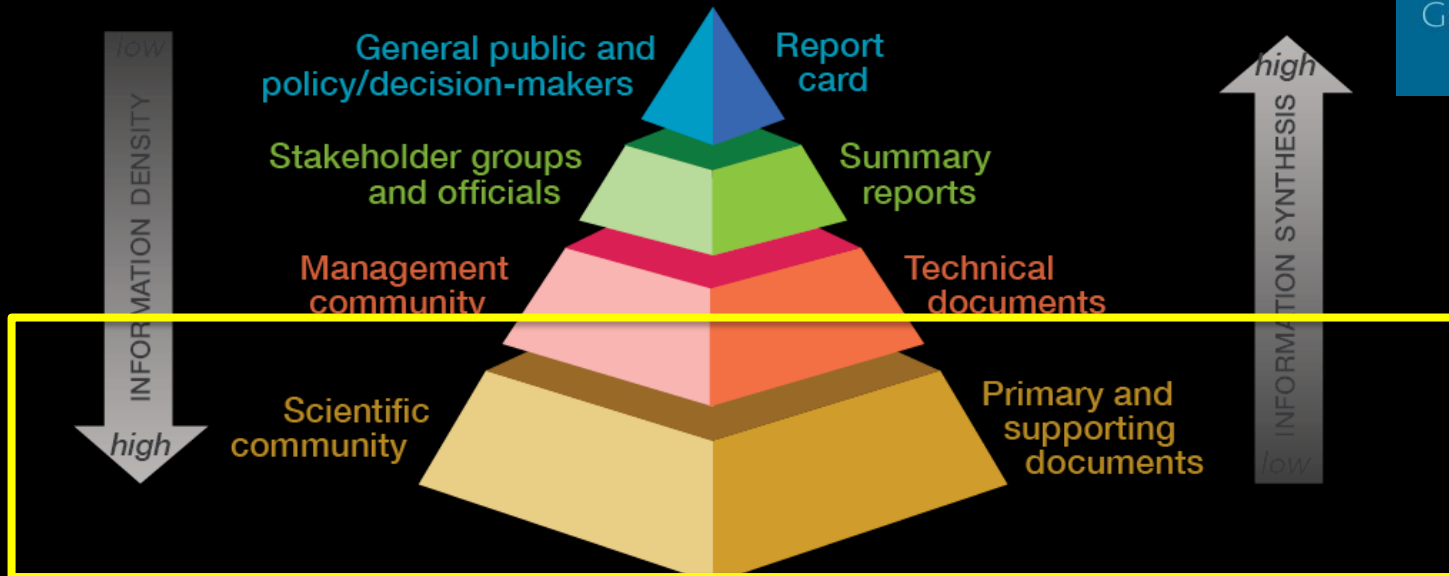 G
low
INFORMATION DENSITY
high
General public and
policy/decision-makers
Report
card
Stakeholder groups
and officials
Summary
reports
Management
community
Technical
documents
Scientific
community
Primary and
supporting
documents
high
INFORMATION SYNTHESIS
low